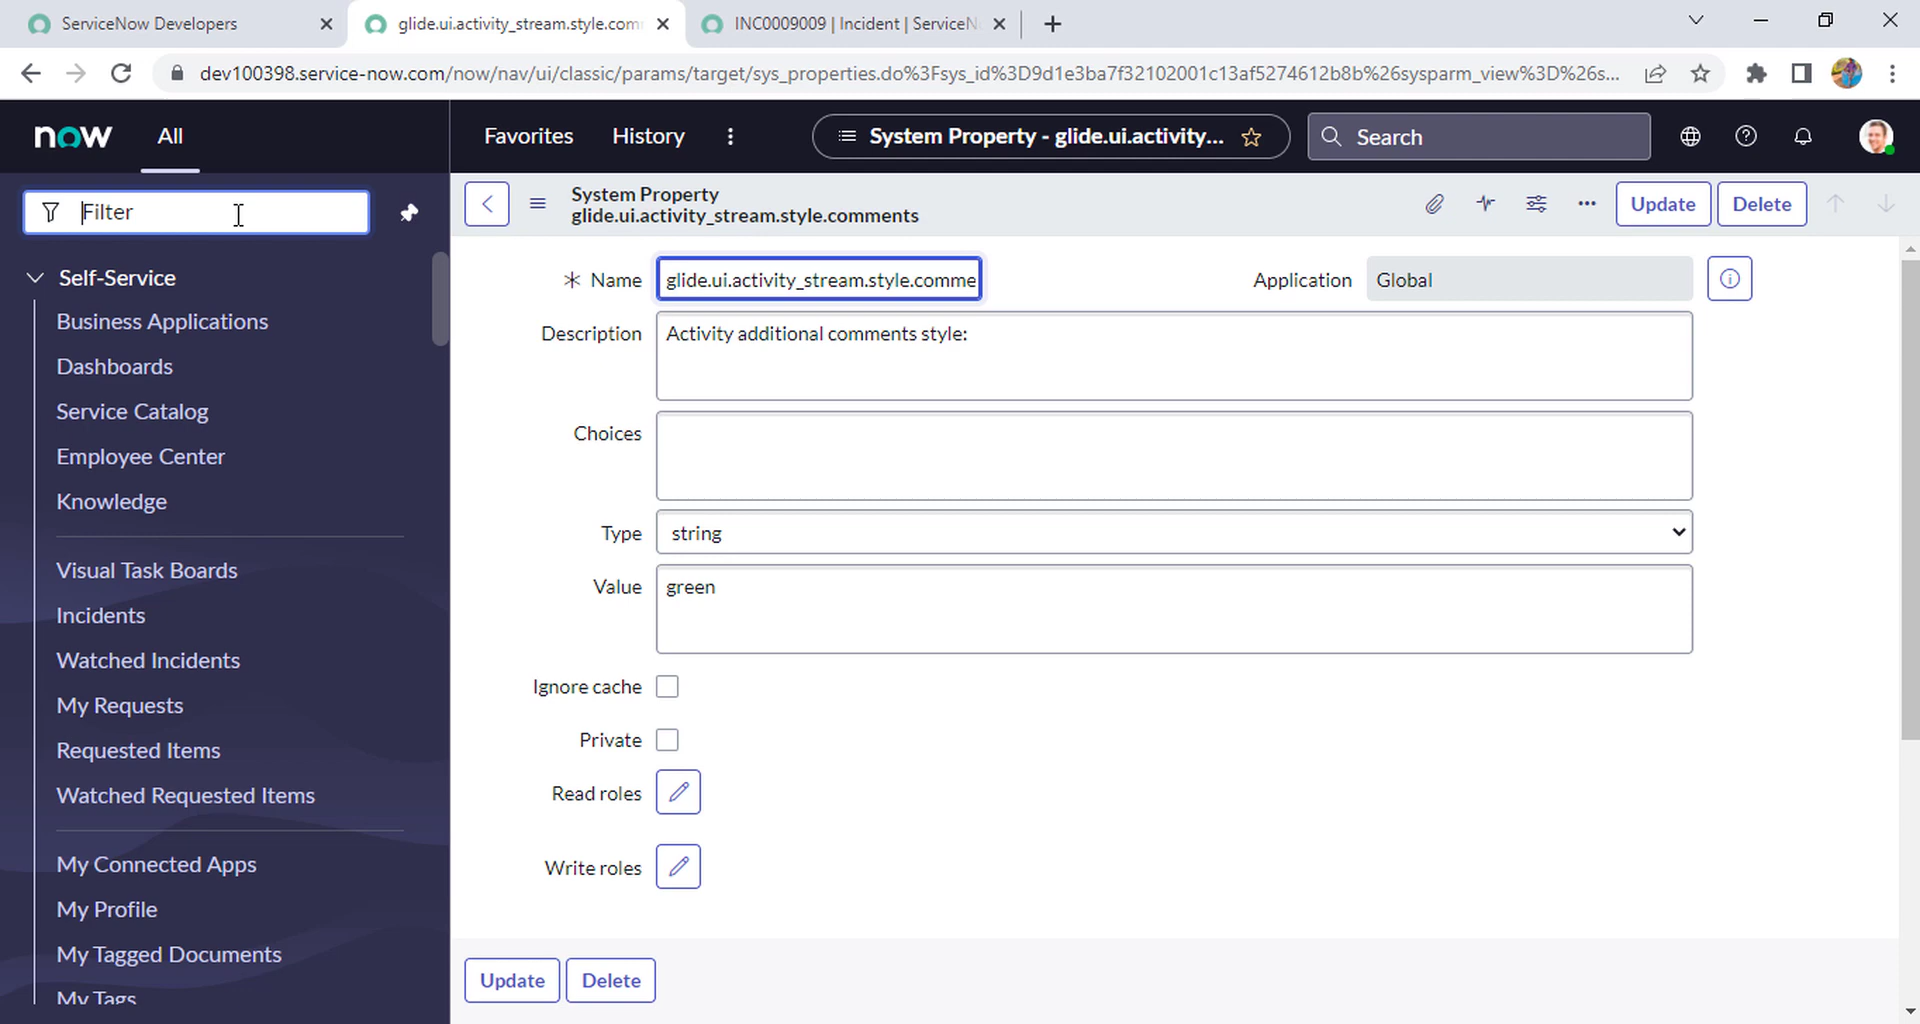 ServiceNow Developers
glide.ui.activity_stream.style.com
INC0009009 | Incident | ServiceN
dev100398.service-now.com/now/nav/ui/classic/params/target/sys_properties.do%3Fsys_id%3D9d1e3ba7f32102001c13af5274612b8b%26sysparm_view%3D%26s...
now
All
Favorites
History
System Property - glide.ui.activity...
Search
Filter
System Property
glide.ui.activity_stream.style.comments
Update
Delete
Self-Service
Business Applications
Dashboards
Service Catalog
Employee Center
Knowledge
Visual Task Boards
Incidents
Watched Incidents
My Requests
Requested Items
Watched Requested Items
My Connected Apps
My Profile
My Tagged Documents
My Tags
Name
glide.ui.activity_stream.style.comme
Application
Global
Description
Activity additional comments style:
Choices
Type
string
Value
green
Ignore cache
Private
Read roles
Write roles
Update
Delete